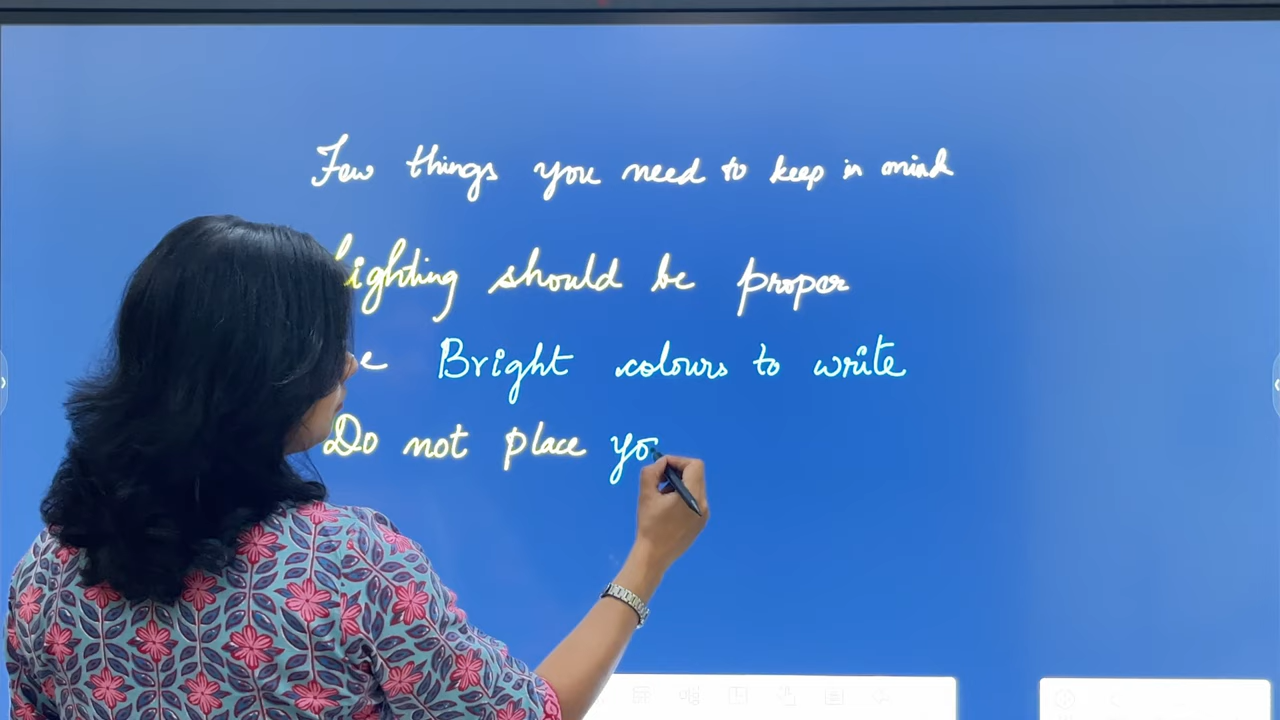 Few things you need to keep in mind
Lighting should be proper
Bright colours to write
Do not place yo